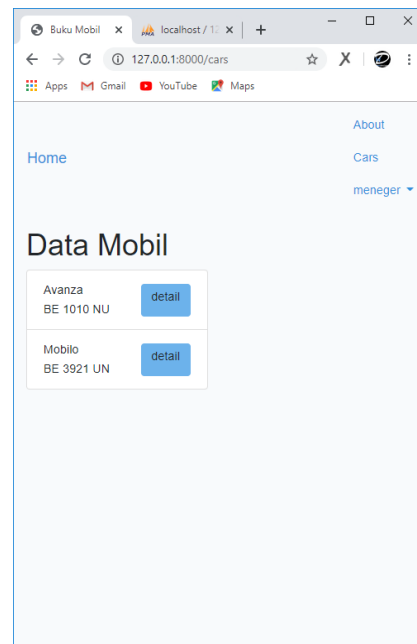 Buku Mobil
localhost / 12
127.0.0.1:8000/cars
Apps
Gmail
YouTube
Maps
About
Home
Cars
meneger
Data Mobil
Avanza
BE 1010 NU
detail
Mobilo
BE 3921 UN
detail